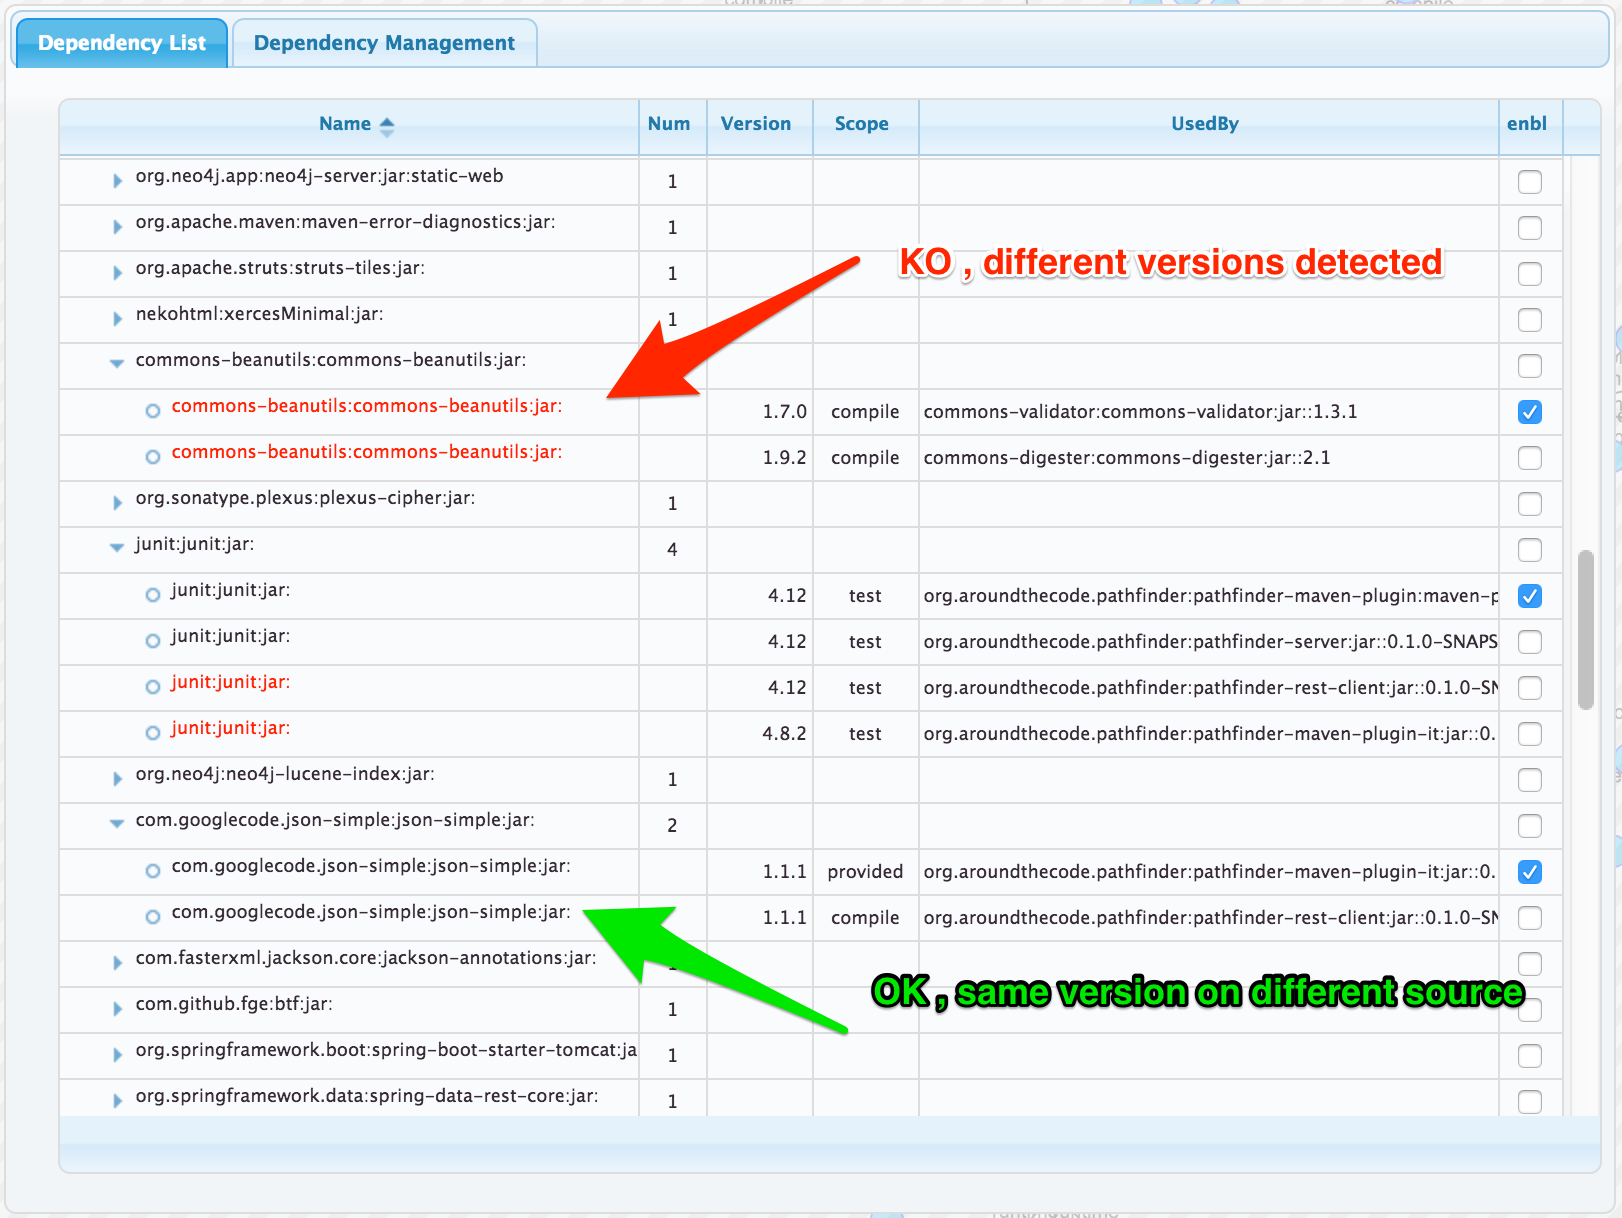 Dependency List Dependency Management
Name Num Version Scope UsedBy enbl
org.neo4j.app:neo4j-server:jar:static-web 1
org.apache.maven:maven-error-diagnostics:jar: 1
KO , different versions detected
org.apache.struts:struts-tiles:jar: 1
nekohtml:xercesMinimal:jar: 1
commons-beanutils:commons-beanutils:jar:
commons-beanutils:commons-beanutils:jar: 1.7.0 compile commons-validator:commons-validator:jar::1.3.1
commons-beanutils:commons-beanutils:jar: 1.9.2 compile commons-digester:commons-digester:jar::2.1
org.sonatype.plexus:plexus-cipher:jar: 1
junit:junit:jar: 4
junit:junit:jar: 4.12 test org.aroundthecode.pathfinder:pathfinder-maven-plugin:maven-p
junit:junit:jar: 4.12 test org.aroundthecode.pathfinder:pathfinder-server:jar::0.1.0-SNAPS
junit:junit:jar: 4.12 test org.aroundthecode.pathfinder:pathfinder-rest-client:jar::0.1.0-SN
junit:junit:jar: 4.8.2 test org.aroundthecode.pathfinder:pathfinder-maven-plugin-it:jar::0.
org.neo4j:neo4j-lucene-index:jar: 1
com.googlecode.json-simple:json-simple:jar: 2
com.googlecode.json-simple:json-simple:jar: 1.1.1 provided org.aroundthecode.pathfinder:pathfinder-maven-plugin-it:jar::0.
com.googlecode.json-simple:json-simple:jar: 1.1.1 compile org.aroundthecode.pathfinder:pathfinder-rest-client:jar::0.1.0-SN
com.fasterxml.jackson.core:jackson-annotations:jar:
OK , same version on different source
com.github.fge:btf:jar: 1
org.springframework.boot:spring-boot-starter-tomcat:ja 1
org.springframework.data:spring-data-rest-core:jar: 1